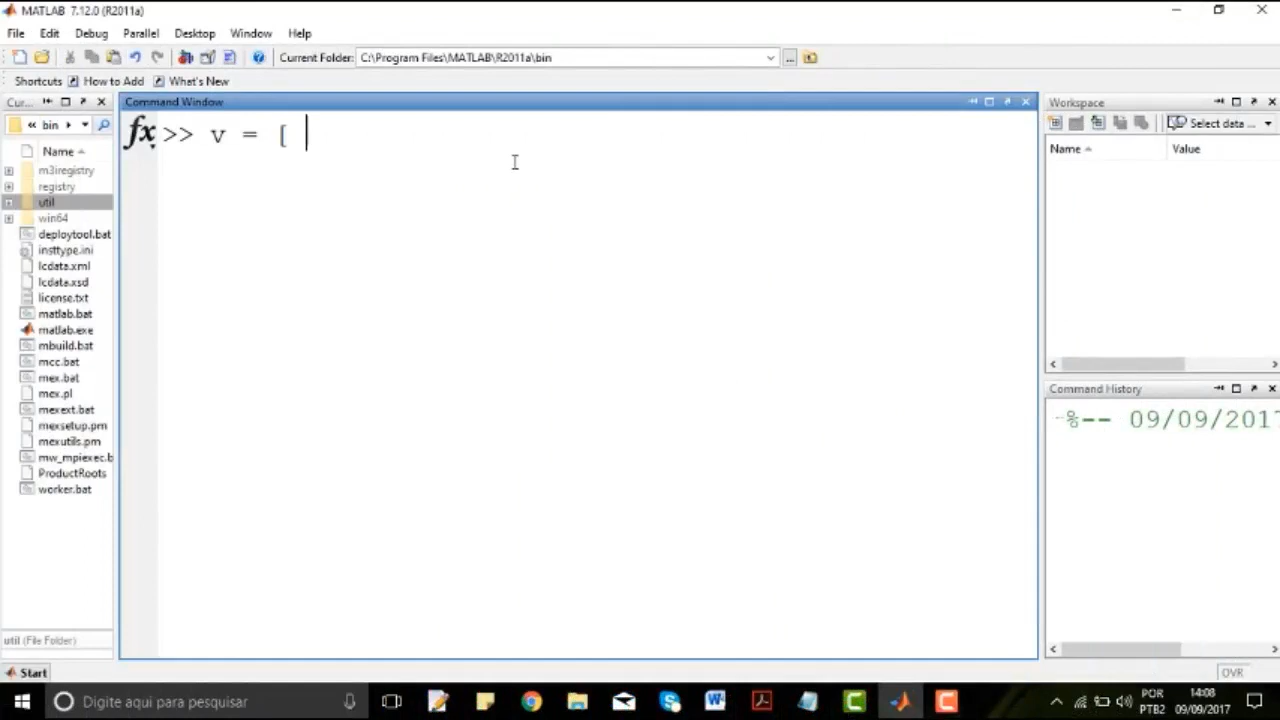 MATLAB 7.12.0 (R2011a)
File Edit Debug Parallel Desktop Window Help
Current Folder: C:\Program Files\MATLAB\R2011a\bin
Shortcuts How to Add What's New
Cur...
« bin
Name
m3iregistry
registry
util
win64
deploytool.bat
insttype.ini
lcdata.xml
lcdata.xsd
license.txt
matlab.bat
matlab.exe
mbuild.bat
mcc.bat
mex.bat
mex.pl
mexext.bat
mexsetup.pm
mexutils.pm
mw_mpiexec.b
ProductRoots
worker.bat
util (File Folder)
Command Window
fx >> v = [
Workspace
Select data ...
Name Value
Command History
%-- 09/09/2017
Start
OVR
Digite aqui para pesquisar
POR
PTB2
14:08
09/09/2017